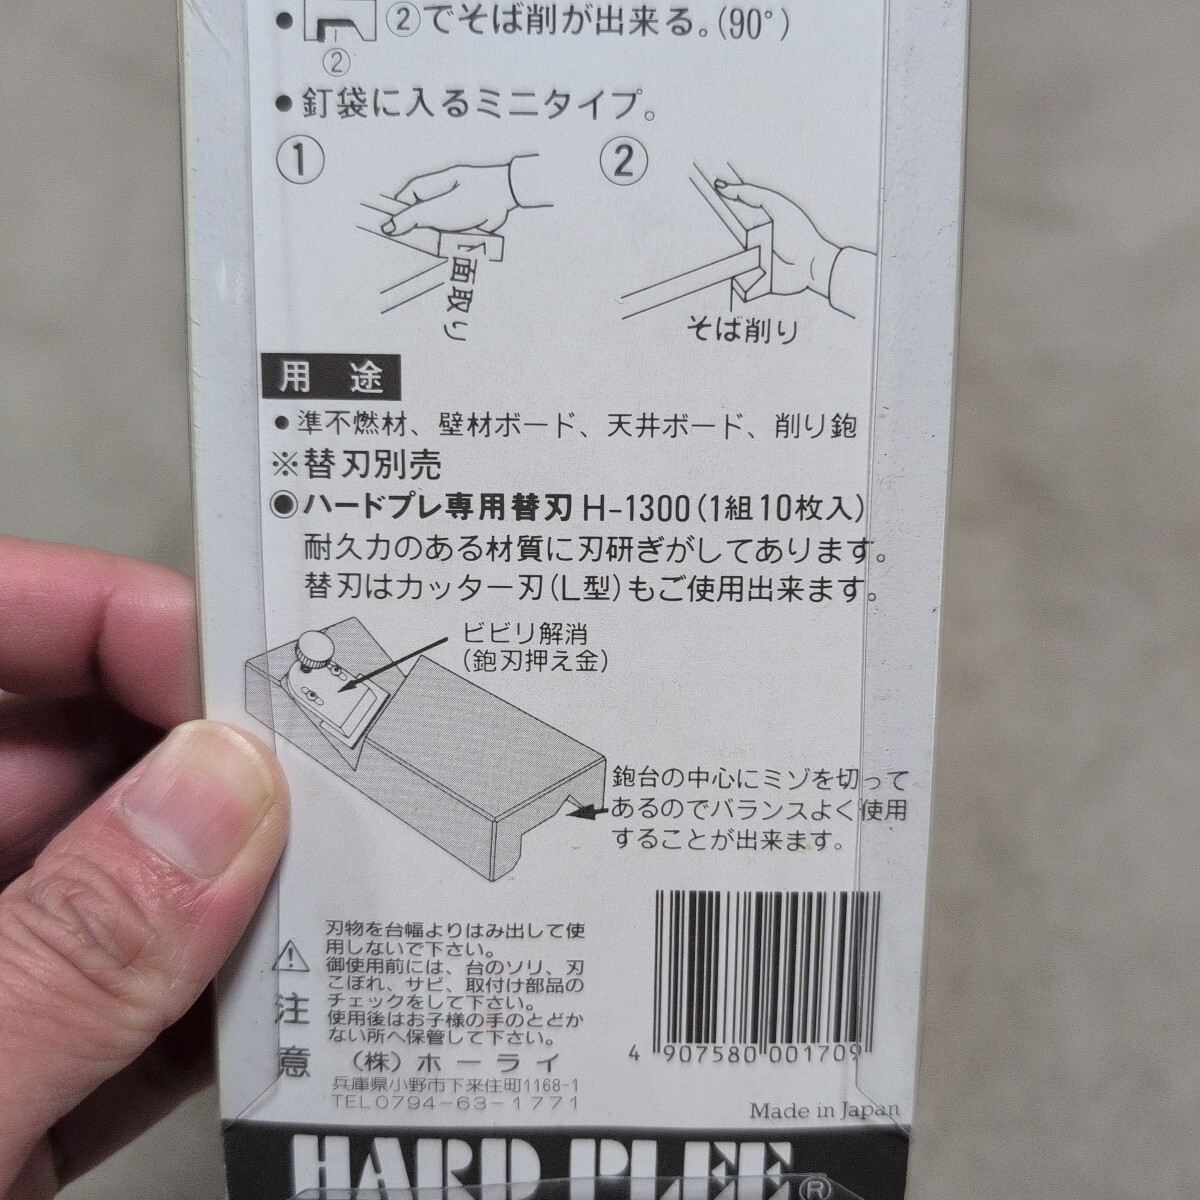 ● ②でそば削が出来る。(90°)
②
●釘袋に入るミニタイプ。
① ②
面取り
そば削り
用 途
●準不燃材、壁材ボード、天井ボード、削り鉋
※替刃別売
◉ハードプレ専用替刃 H-1300(1組10枚入)
耐久力のある材質に刃研ぎがしてあります。
替刃はカッター刃(L型)もご使用出来ます。
ビビリ解消
(鉋刃押え金)
鉋台の中心にミゾを切って
あるのでバランスよく使用
することが出来ます。
⚠注意
刃物を台幅よりはみ出して使
用しないで下さい。
御使用前には、台のソリ、刃
こぼれ、サビ、取付け部品の
チェックをして下さい。
使用後はお子様の手のとどか
ない所へ保管して下さい。
(株)ホーライ
兵庫県小野市下来住町1168-1
TEL0794-63-1771
4 907580 001709
Made in Japan
HARD PLEE®